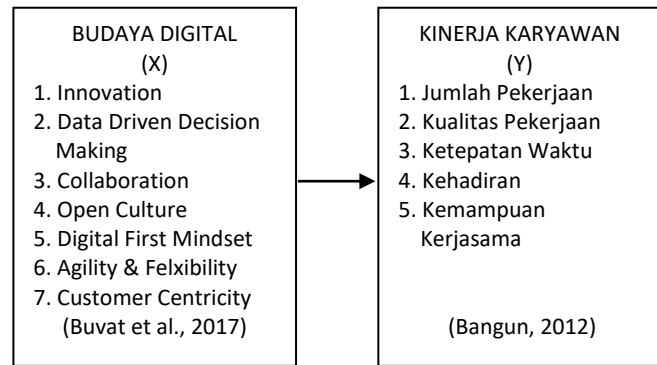 BUDAYA DIGITAL
(X)
1. Innovation
2. Data Driven Decision
Making
3. Collaboration
4. Open Culture
5. Digital First Mindset
6. Agility & Felxibility
7. Customer Centricity
(Buvat et al., 2017)
KINERJA KARYAWAN
(Y)
1. Jumlah Pekerjaan
2. Kualitas Pekerjaan
3. Ketepatan Waktu
4. Kehadiran
5. Kemampuan
Kerjasama
(Bangun, 2012)